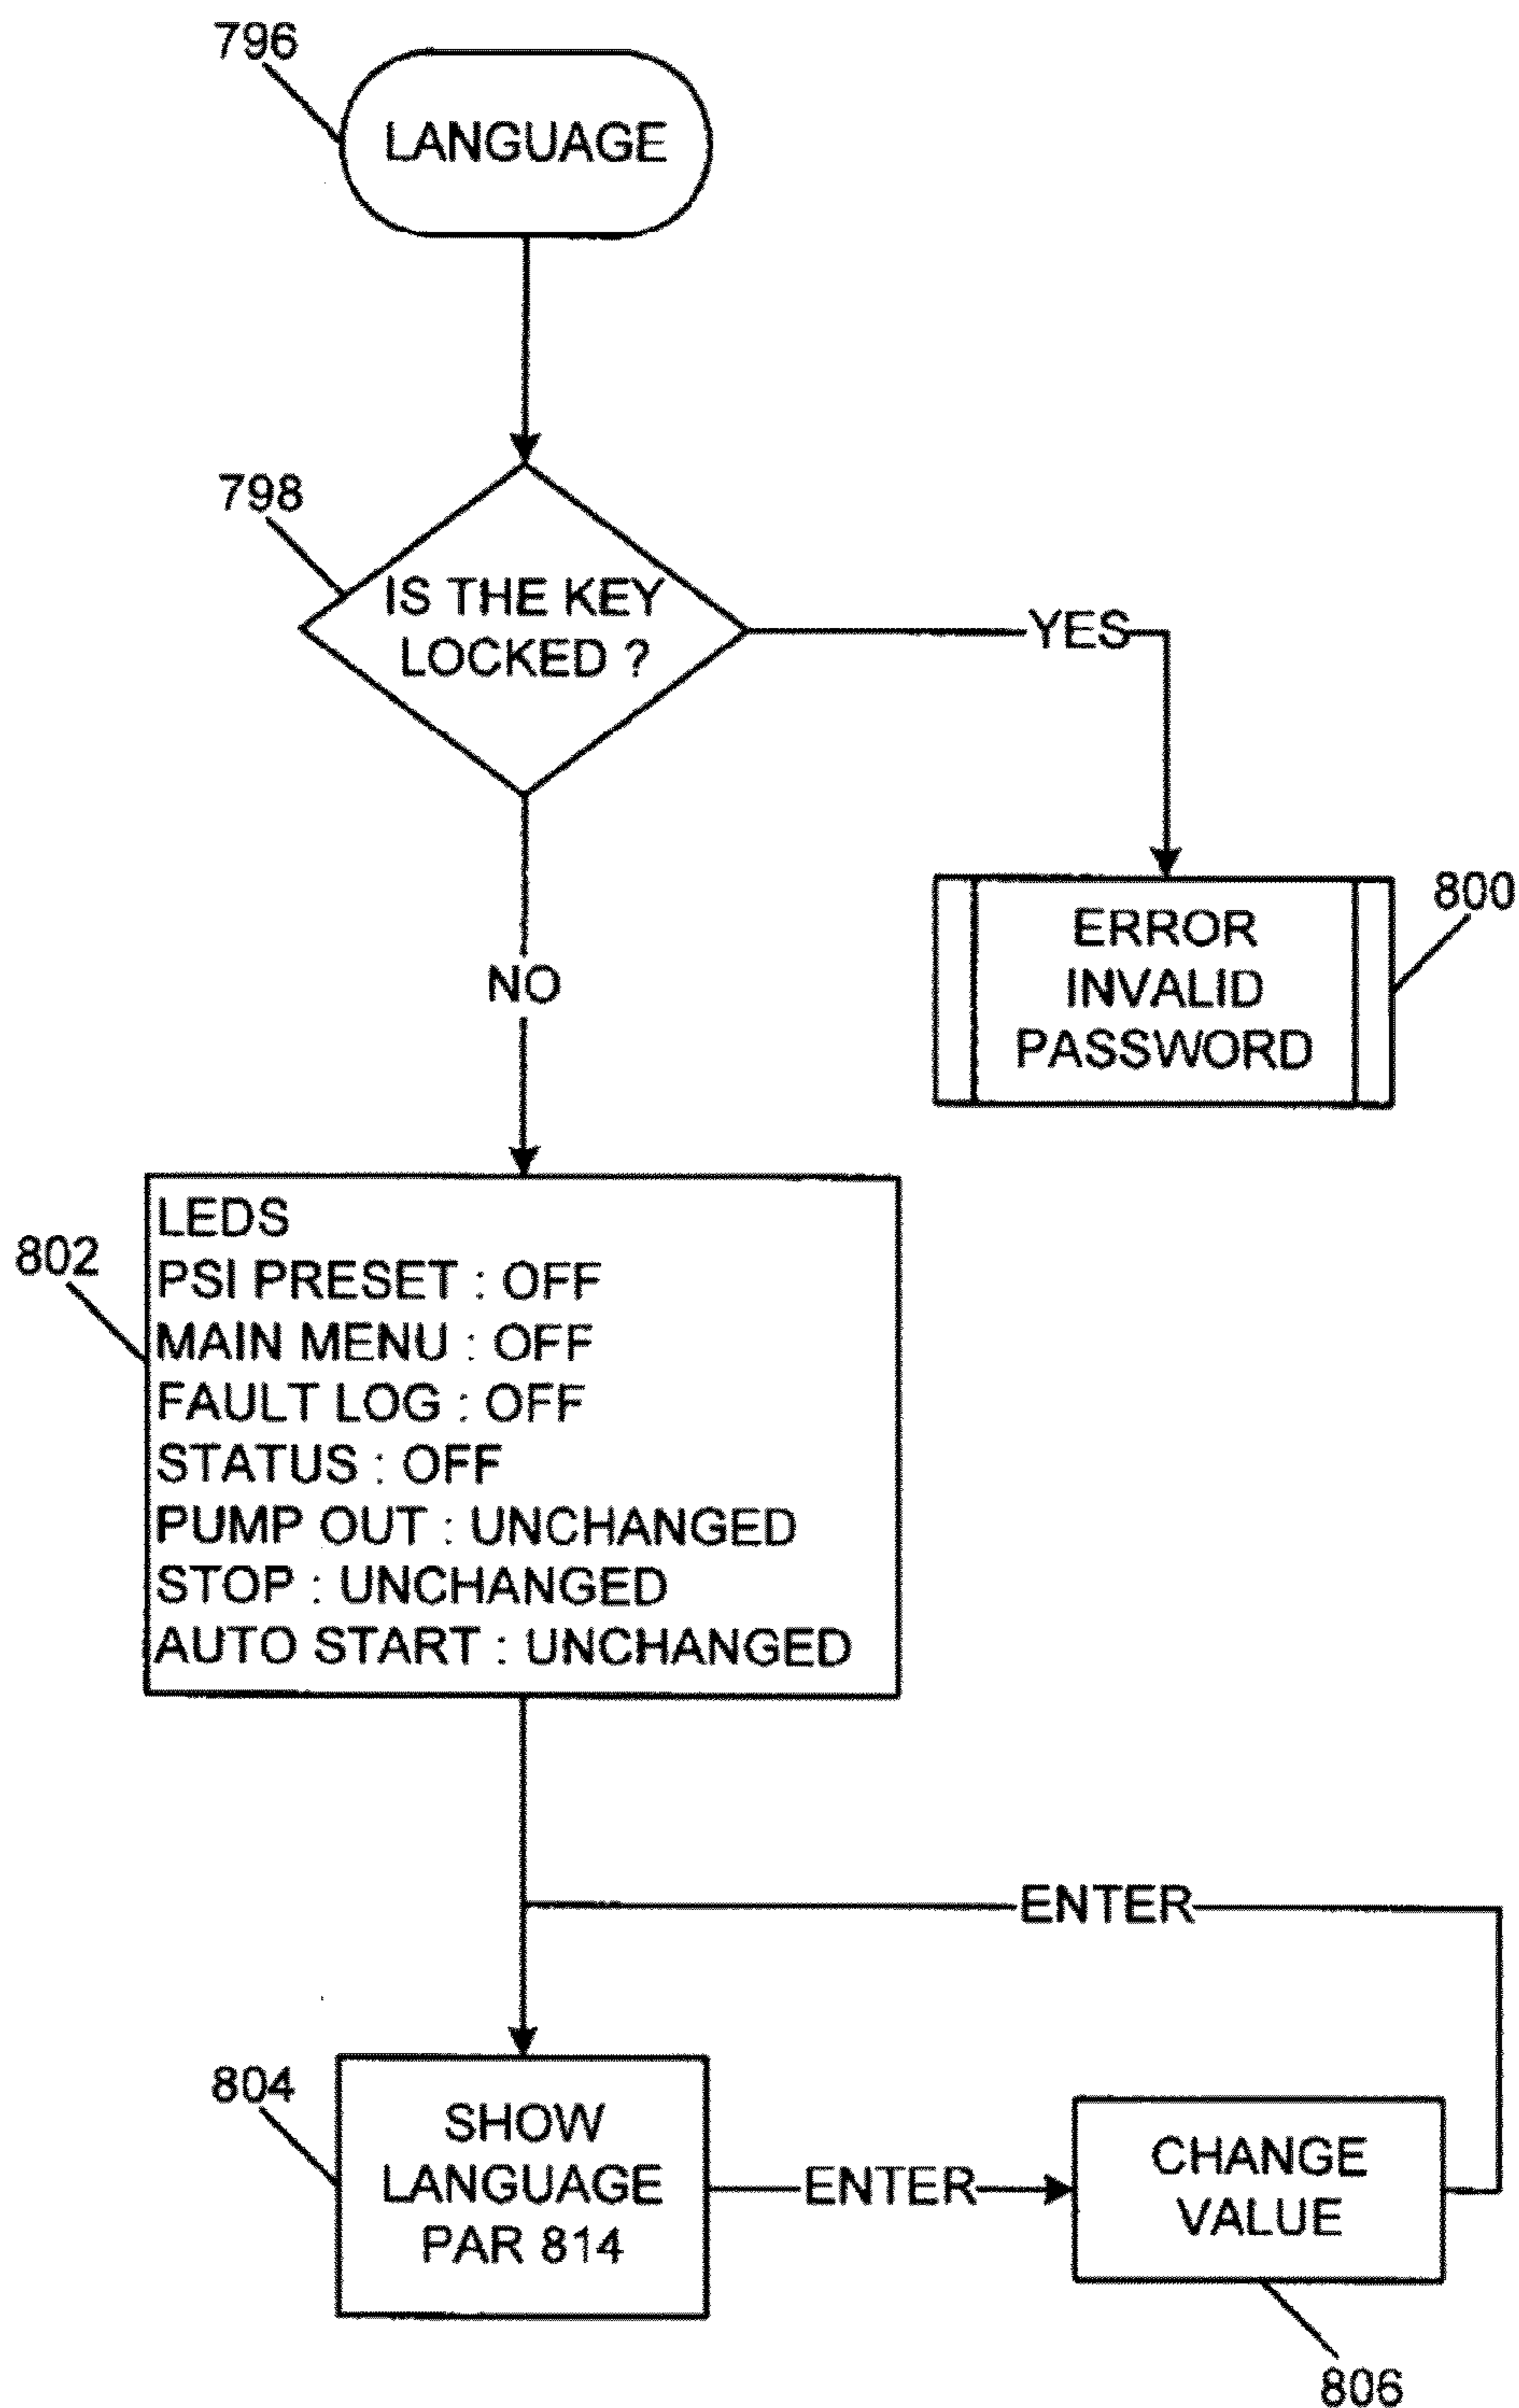 796
LANGUAGE
798
IS THE KEY
LOCKED ?
YES
800
ERROR
INVALID
PASSWORD
NO
802
LEDS
PSI PRESET : OFF
MAIN MENU : OFF
FAULT LOG : OFF
STATUS : OFF
PUMP OUT : UNCHANGED
STOP : UNCHANGED
AUTO START : UNCHANGED
ENTER
804
SHOW
LANGUAGE
PAR 814
ENTER
CHANGE
VALUE
806